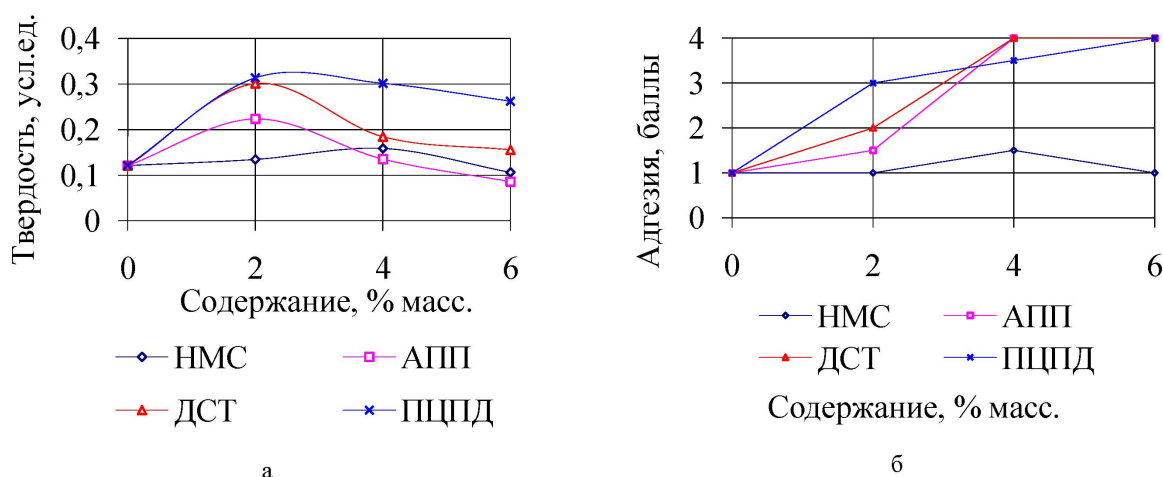 Твердость, усл.ед.
0,4
0,3
0,2
0,1
0
0 2 4 6
Содержание, % масс.
НМС АПП
ДСТ ПЦПД
а
Адгезия, баллы
4
3
2
1
0
0 2 4 6
НМС АПП
ДСТ ПЦПД
Содержание, % масс.
б